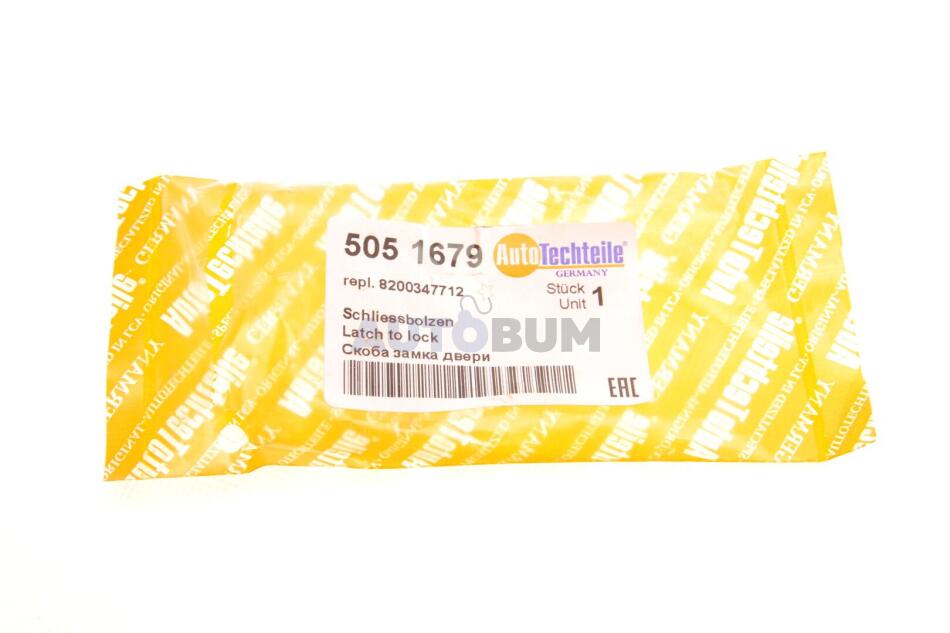 505 1679
AutoTechteile®
GERMANY
repl. 8200347712
Stück
Unit 1
Schliessbolzen
Latch to lock
Скоба замка двери
AUTOBUM
EAC